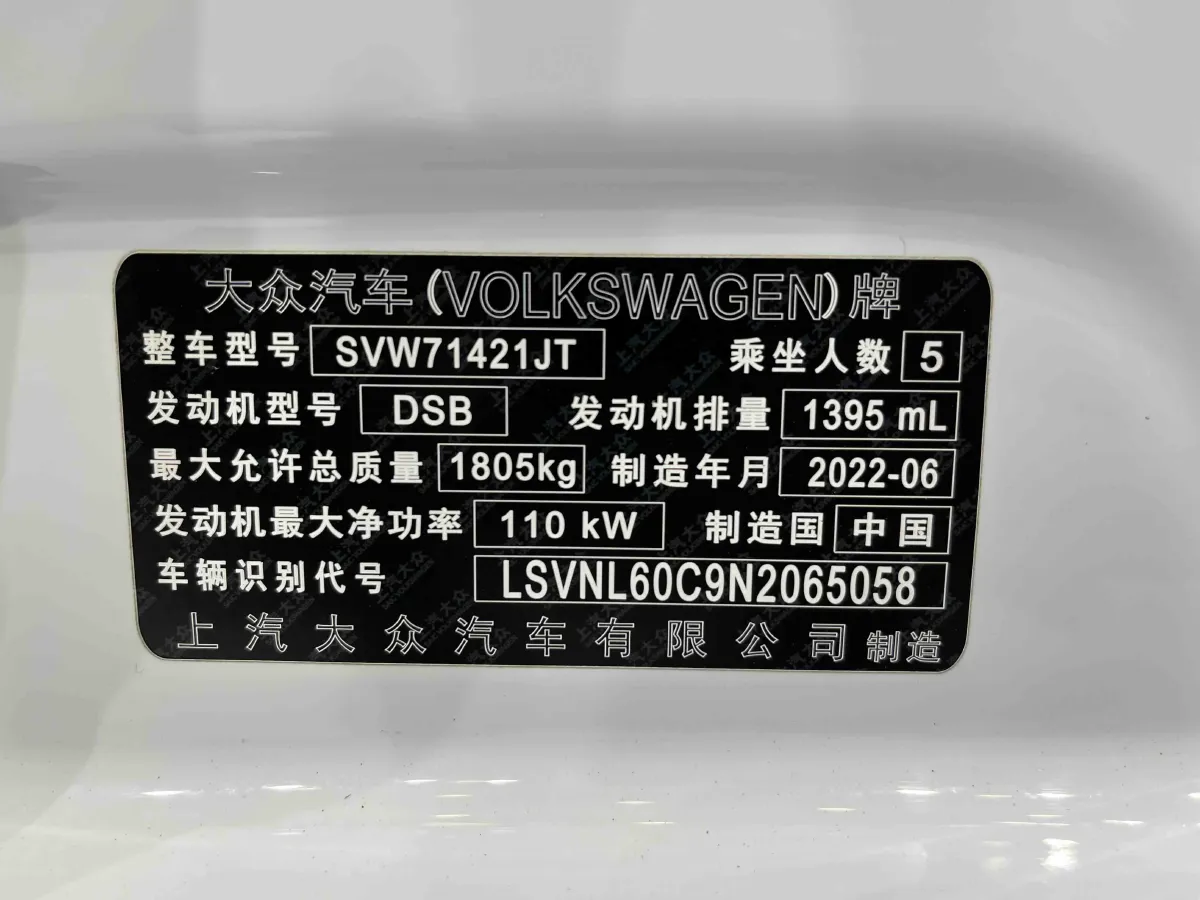 大众汽车(VOLKSWAGEN)牌
整车型号 SVW71421JT 乘坐人数 5
发动机型号 DSB 发动机排量 1395 mL
最大允许总质量 1805kg 制造年月 2022-06
发动机最大净功率 110 kW 制造国 中国
车辆识别代号 LSVNL60C9N2065058
上汽大众汽车有限公司 制造